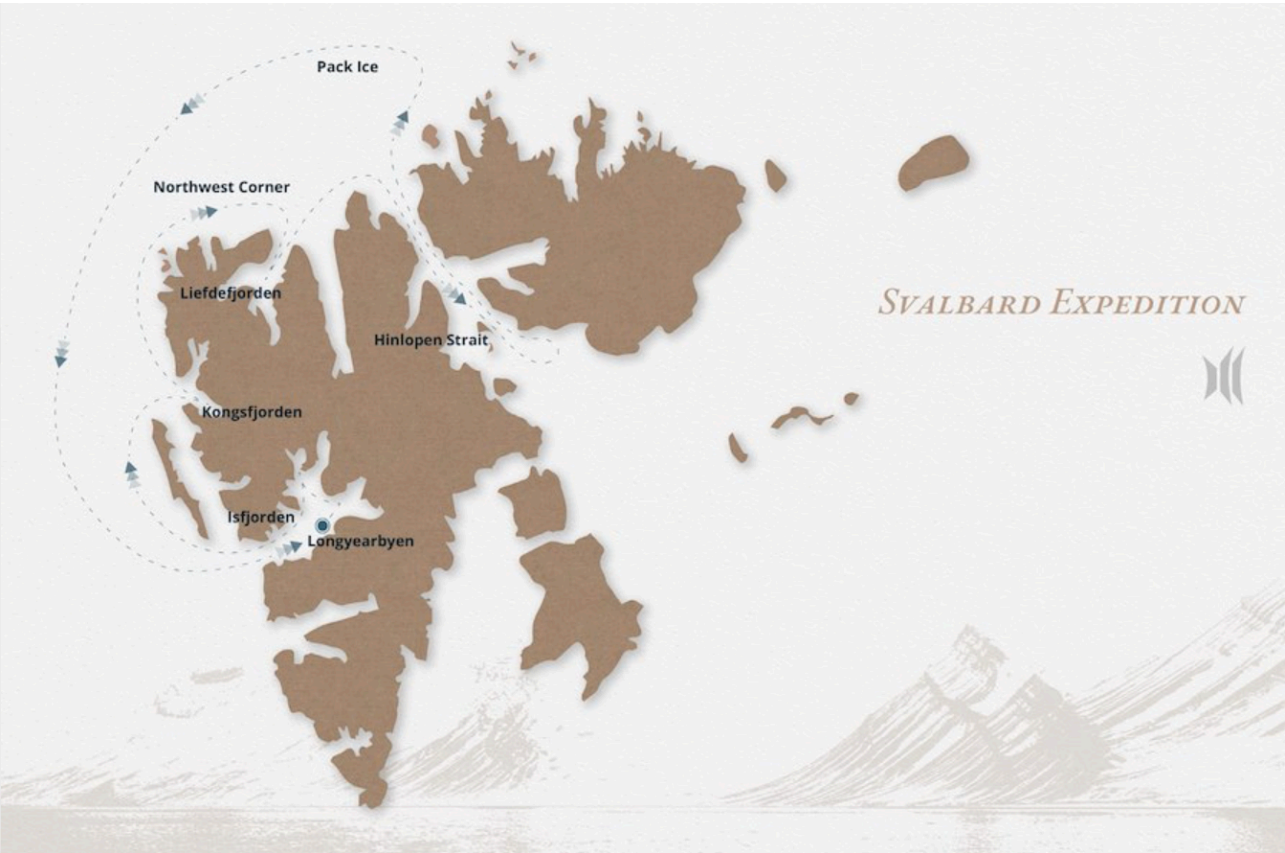 Pack Ice
Northwest Corner
Liefdefjorden
SVALBARD EXPEDITION
Hinlopen Strait
Kongsfjorden
Isfjorden
Longyearbyen